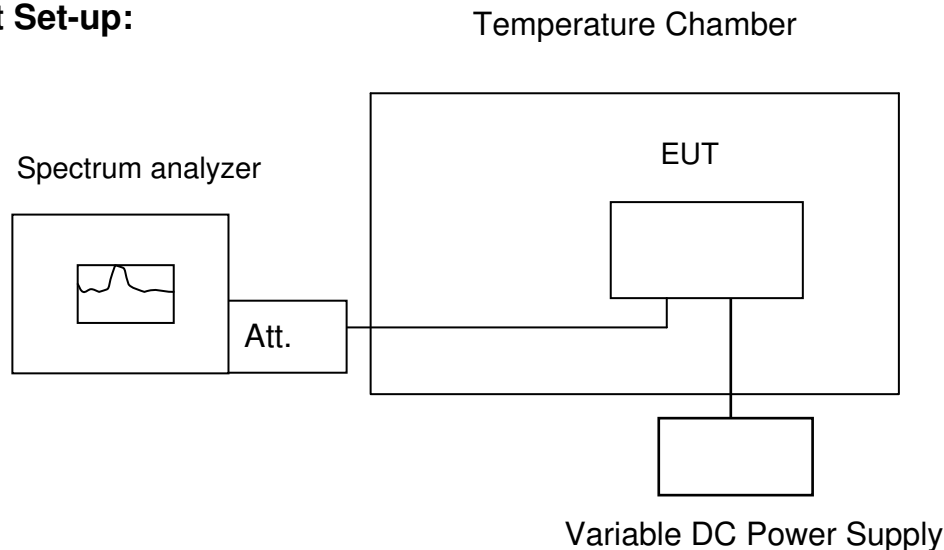 t Set-up:
Temperature Chamber
EUT
Spectrum analyzer
Att.
Variable DC Power Supply